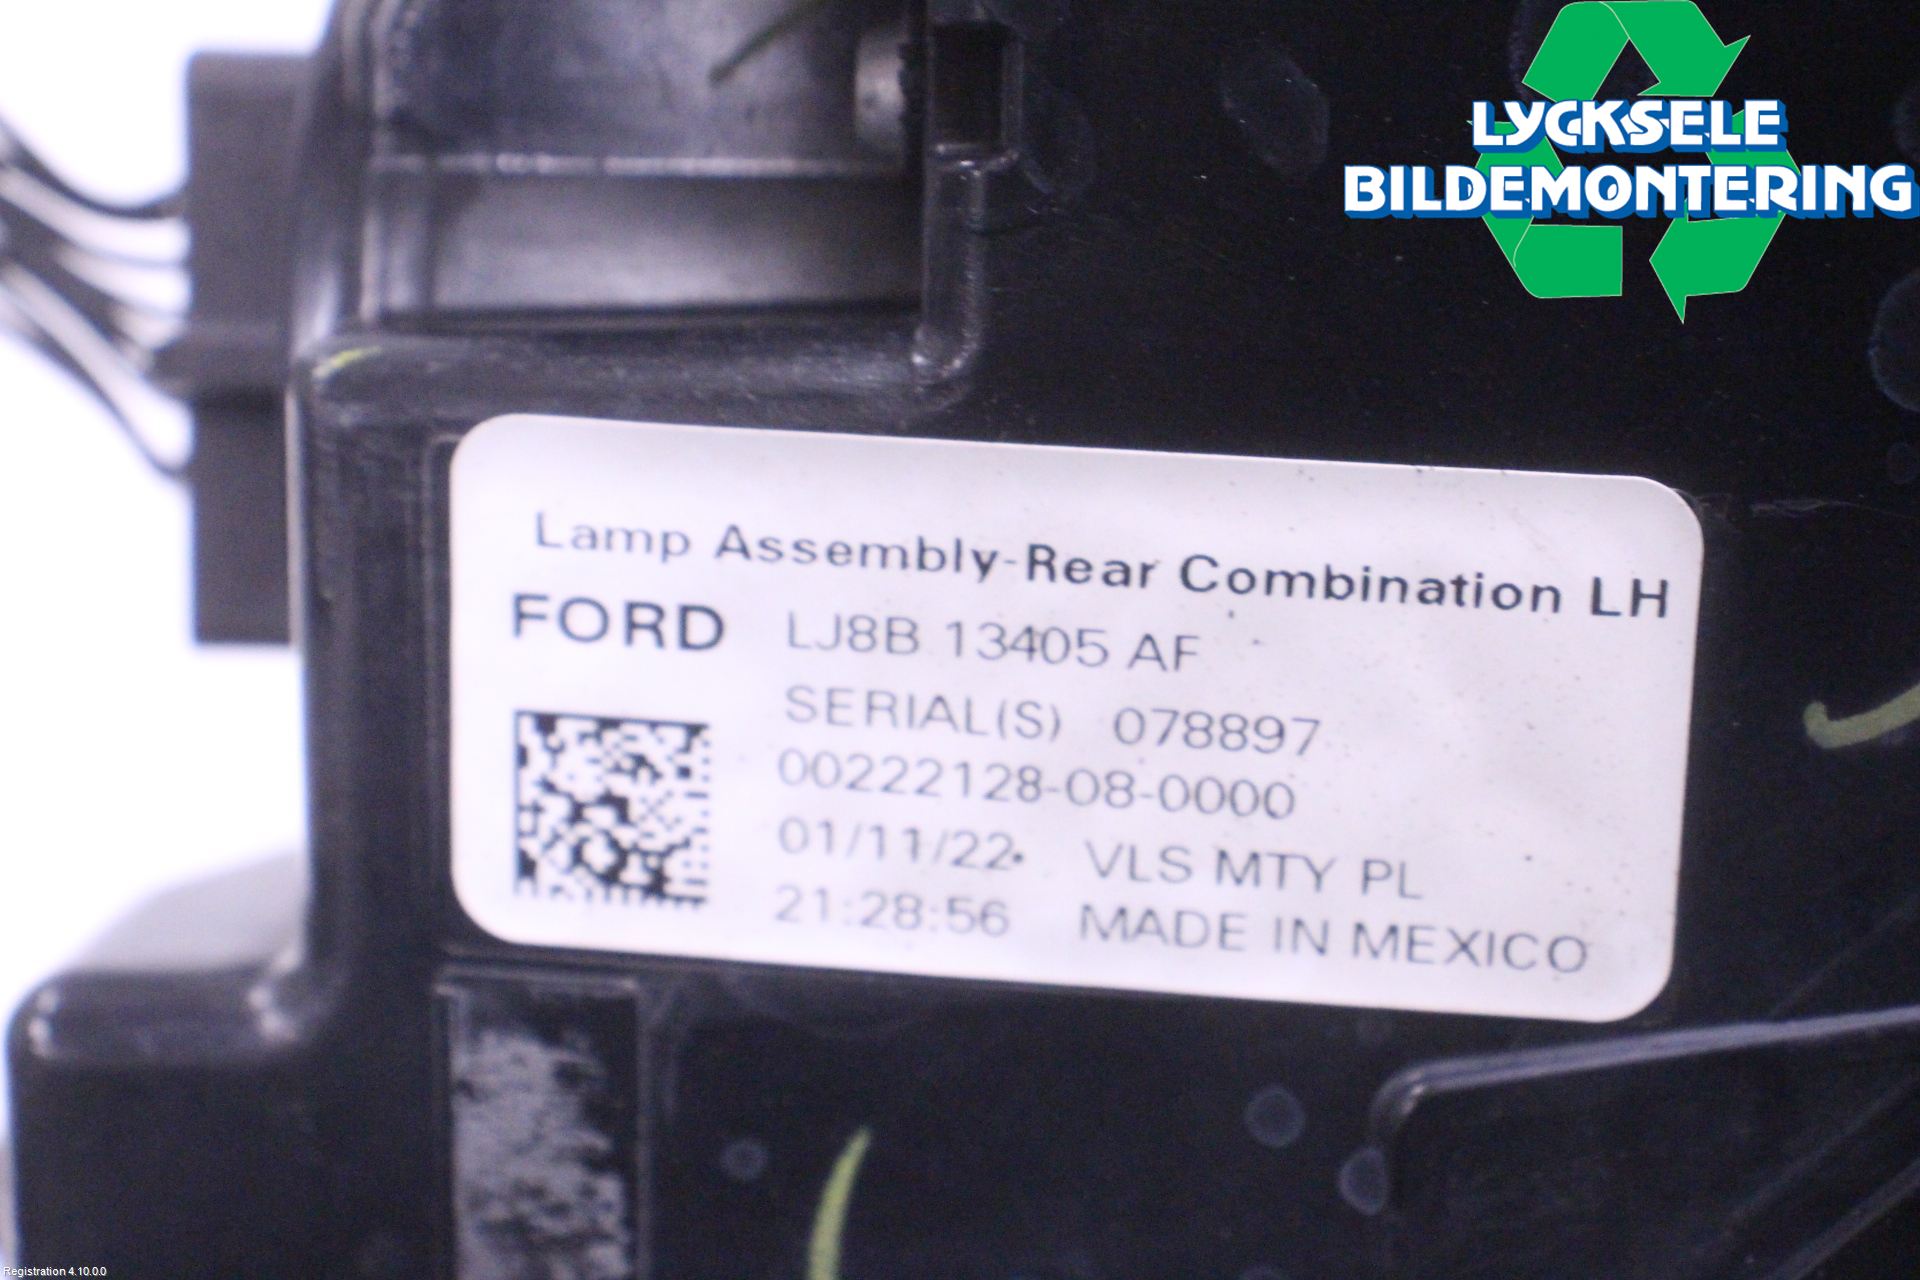 LYCKSELE
BILDEMONTERING
Lamp Assembly-Rear Combination LH
FORD LJ8B 13405 AF
SERIAL(S) 078897
00222128-08-0000
01/11/22 VLS MTY PL
21:28:56 MADE IN MEXICO
Registration 4.10.0.0